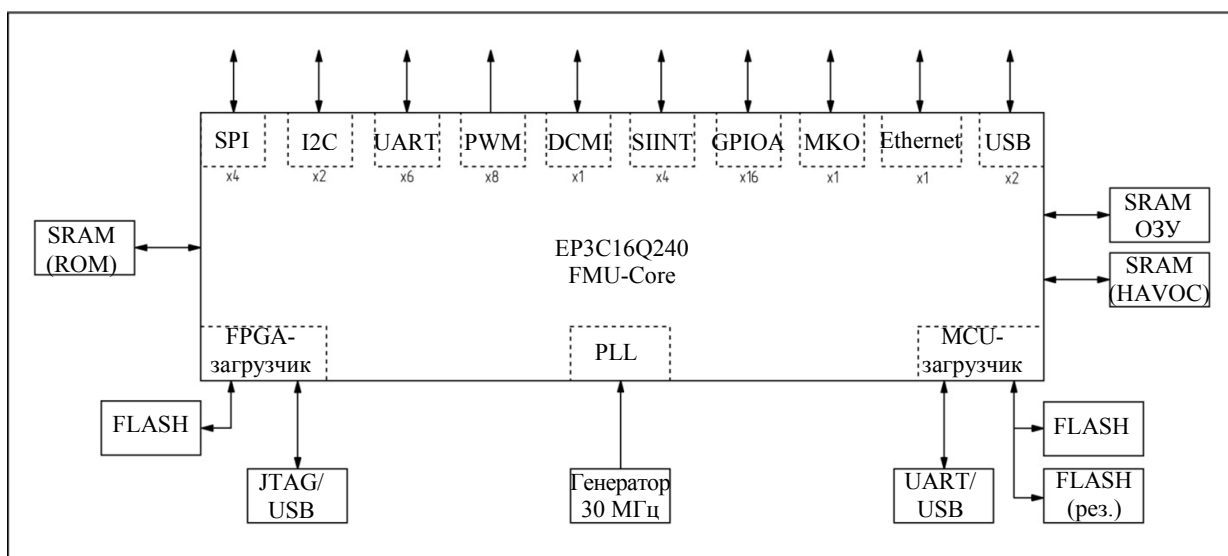 SPI
I2C
UART
PWM
DCMI
SIINT
GPIOA
MKO
Ethernet
USB
x4
x2
x6
x8
x1
x4
x16
x1
x1
x2
SRAM
(ROM)
EP3C16Q240
FMU-Core
SRAM
ОЗУ
SRAM
(HAVOC)
FPGA-
загрузчик
PLL
MCU-
загрузчик
FLASH
JTAG/
USB
Генератор
30 МГц
UART/
USB
FLASH
FLASH
(рез.)